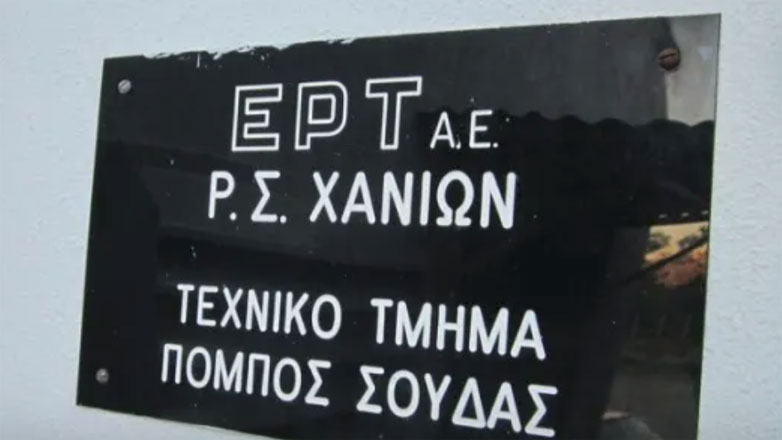 ΕΡΤ Α.Ε.
Ρ. Σ. ΧΑΝΙΩΝ
ΤΕΧΝΙΚΟ ΤΜΗΜΑ
ΠΟΜΠΟΣ ΣΟΥΔΑΣ